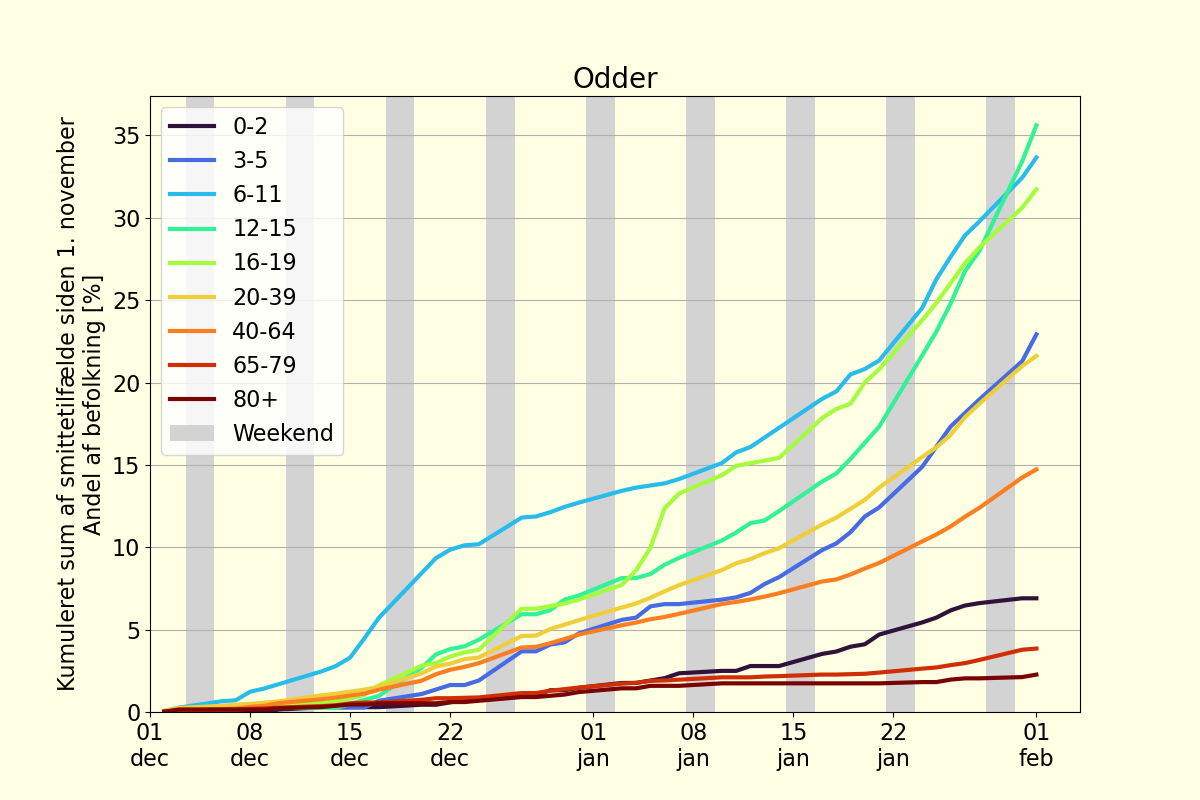 Odder
Kumuleret sum af smittetilfælde siden 1. november
Andel af befolkning [%]
35
30
25
20
15
10
5
0
0-2
3-5
6-11
12-15
16-19
20-39
40-64
65-79
80+
Weekend
01 dec
08 dec
15 dec
22 dec
01 jan
08 jan
15 jan
22 jan
01 feb